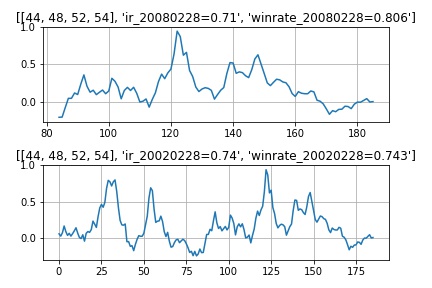 [[44, 48, 52, 54], 'ir_20080228=0.71', 'winrate_20080228=0.806']
1.0
0.5
0.0
80 100 120 140 160 180
[[44, 48, 52, 54], 'ir_20020228=0.74', 'winrate_20020228=0.743']
1.0
0.5
0.0
0 25 50 75 100 125 150 175